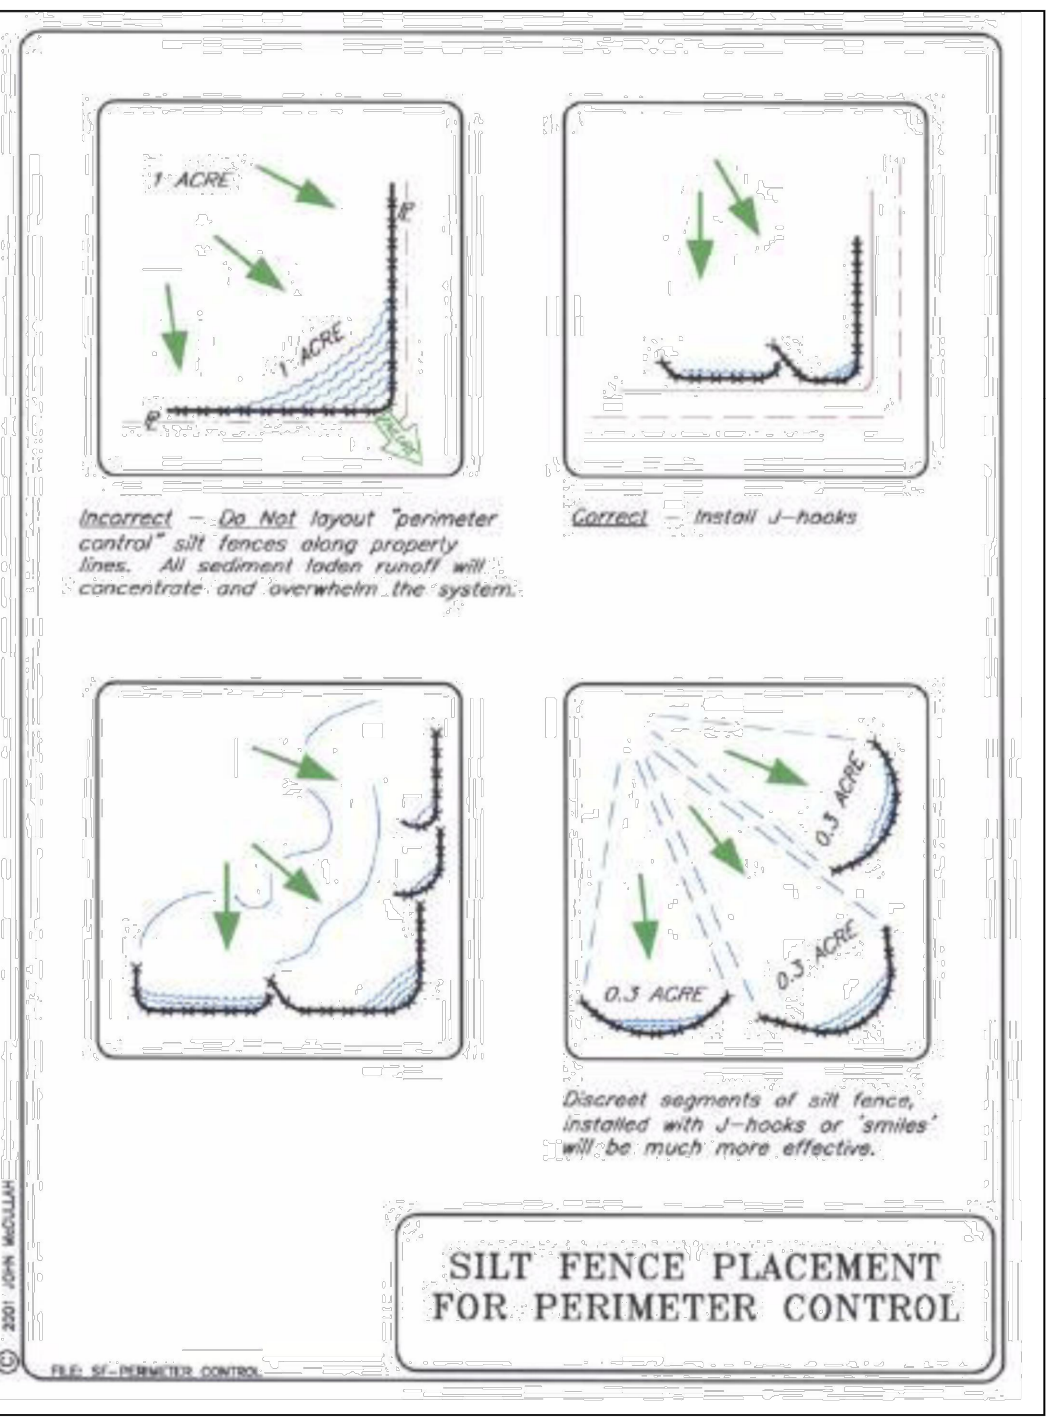 1 ACRE
1 ACRE
Incorrect – Do Not layout "perimeter
control" silt fences along property
lines. All sediment laden runoff will
concentrate and overwhelm the system.
Correct – Install J-hooks
0.3 ACRE
0.3 ACRE
0.3 ACRE
Discreet segments of silt fence,
installed with J-hooks or 'smiles'
will be much more effective.
SILT FENCE PLACEMENT
FOR PERIMETER CONTROL
© 2001 JOHN McCULLAH
FILE: SF-PERIMETER CONTROL